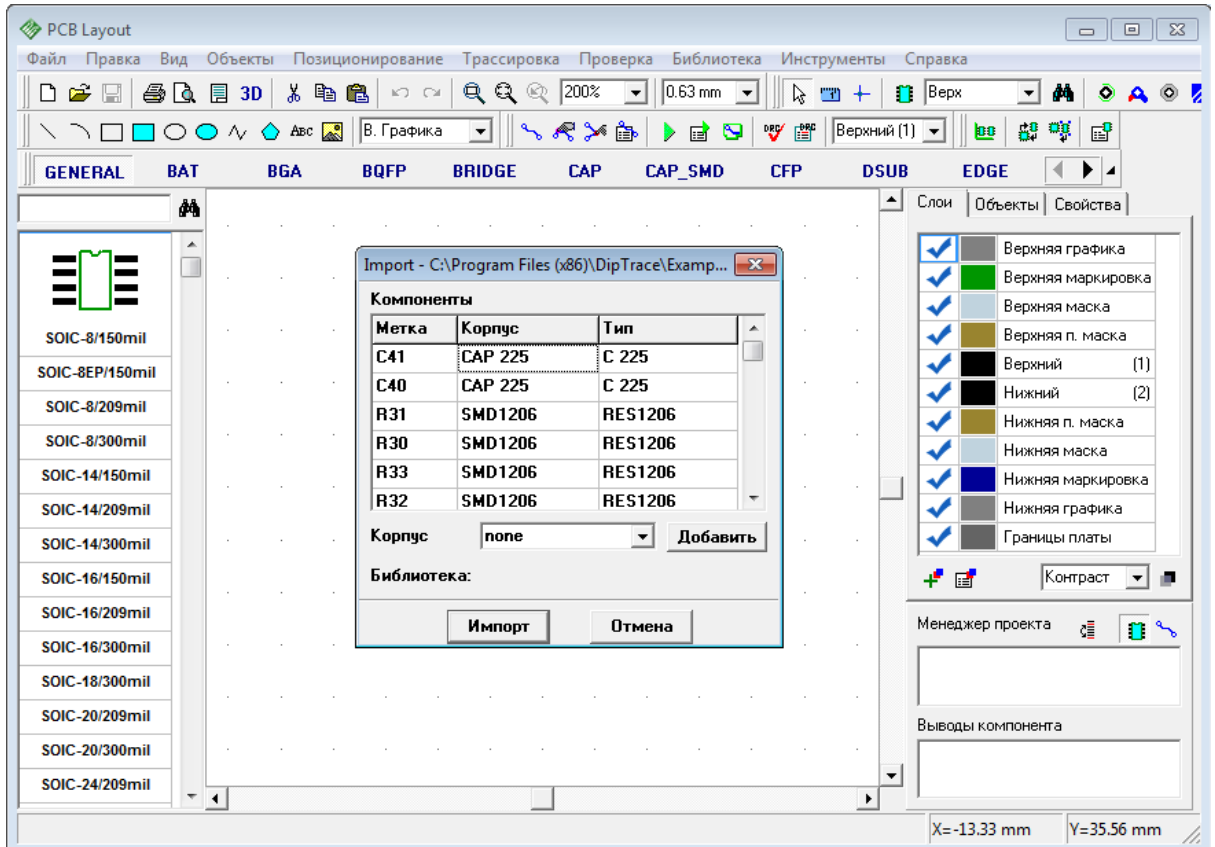 PCB Layout
Файл Правка Вид Объекты Позиционирование Трассировка Проверка Библиотека Инструменты Справка
3D 200% 0.63 mm Верх
ABC В. Графика DRC DRC Верхний (1)
GENERAL BAT BGA BQFP BRIDGE CAP CAP_SMD CFP DSUB EDGE
SOIC-8/150mil
SOIC-8EP/150mil
SOIC-8/209mil
SOIC-8/300mil
SOIC-14/150mil
SOIC-14/209mil
SOIC-14/300mil
SOIC-16/150mil
SOIC-16/209mil
SOIC-16/300mil
SOIC-18/300mil
SOIC-20/209mil
SOIC-20/300mil
SOIC-24/209mil
Import - C:\Program Files (x86)\DipTrace\Examp...
Компоненты
Метка Корпус Тип
C41 CAP 225 C 225
C40 CAP 225 C 225
R31 SMD1206 RES1206
R30 SMD1206 RES1206
R33 SMD1206 RES1206
R32 SMD1206 RES1206
Корпус none Добавить
Библиотека:
Импорт Отмена
Слои Объекты Свойства
Верхняя графика
Верхняя маркировка
Верхняя маска
Верхняя п. маска
Верхний (1)
Нижний (2)
Нижняя п. маска
Нижняя маска
Нижняя маркировка
Нижняя графика
Границы платы
Контраст
Менеджер проекта
Выводы компонента
X=-13.33 mm Y=35.56 mm